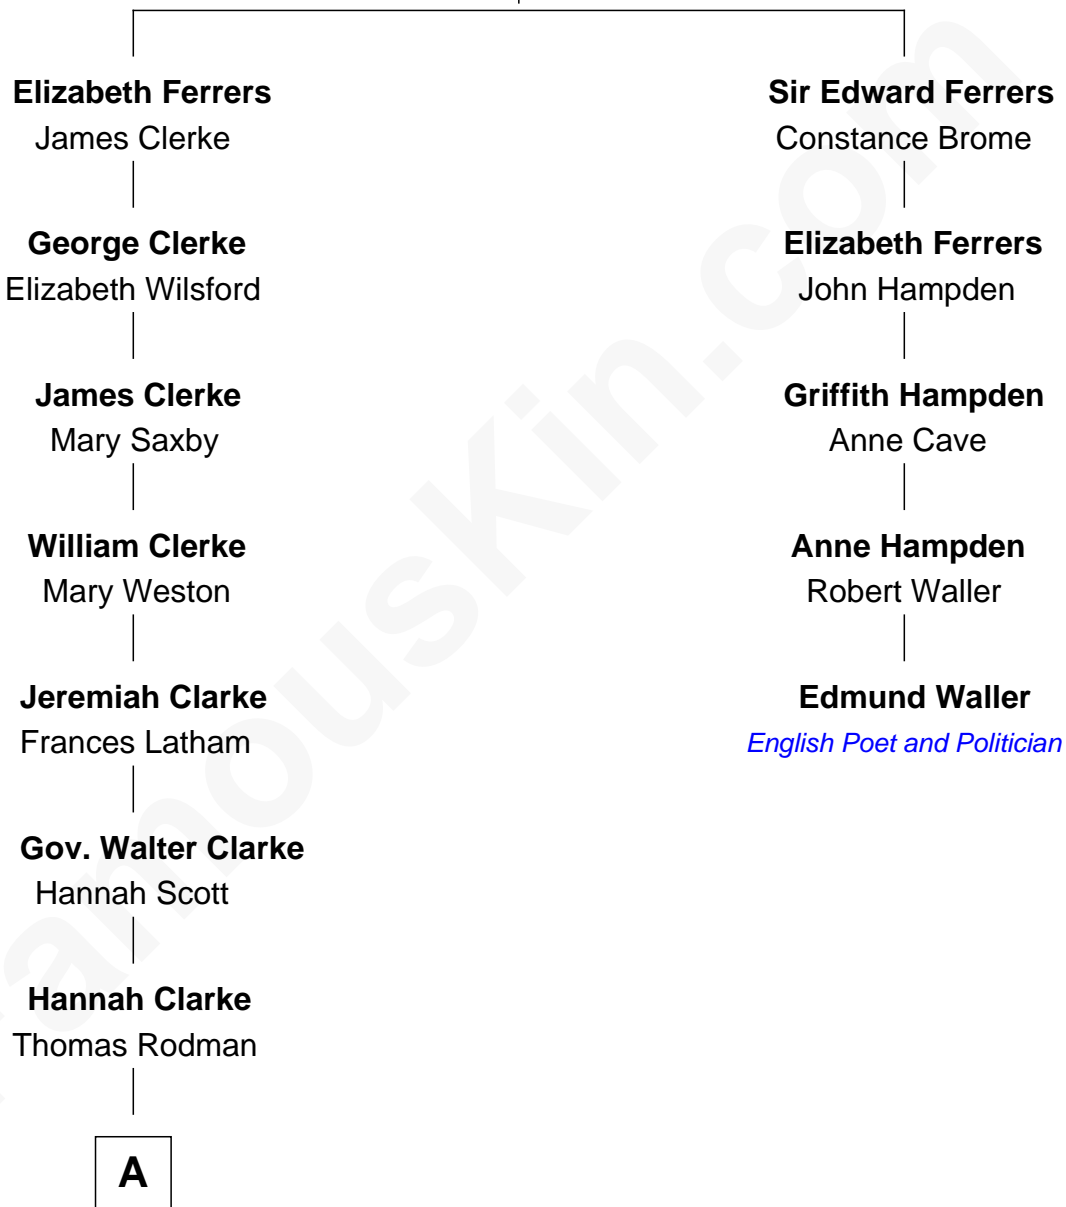 Elizabeth Ferrers
James Clerke
George Clerke
Elizabeth Wilsford
James Clerke
Mary Saxby
William Clerke
Mary Weston
Jeremiah Clarke
Frances Latham
Gov. Walter Clarke
Hannah Scott
Hannah Clarke
Thomas Rodman
A
Sir Edward Ferrers
Constance Brome
Elizabeth Ferrers
John Hampden
Griffith Hampden
Anne Cave
Anne Hampden
Robert Waller
Edmund Waller
English Poet and Politician
FamousKin.com